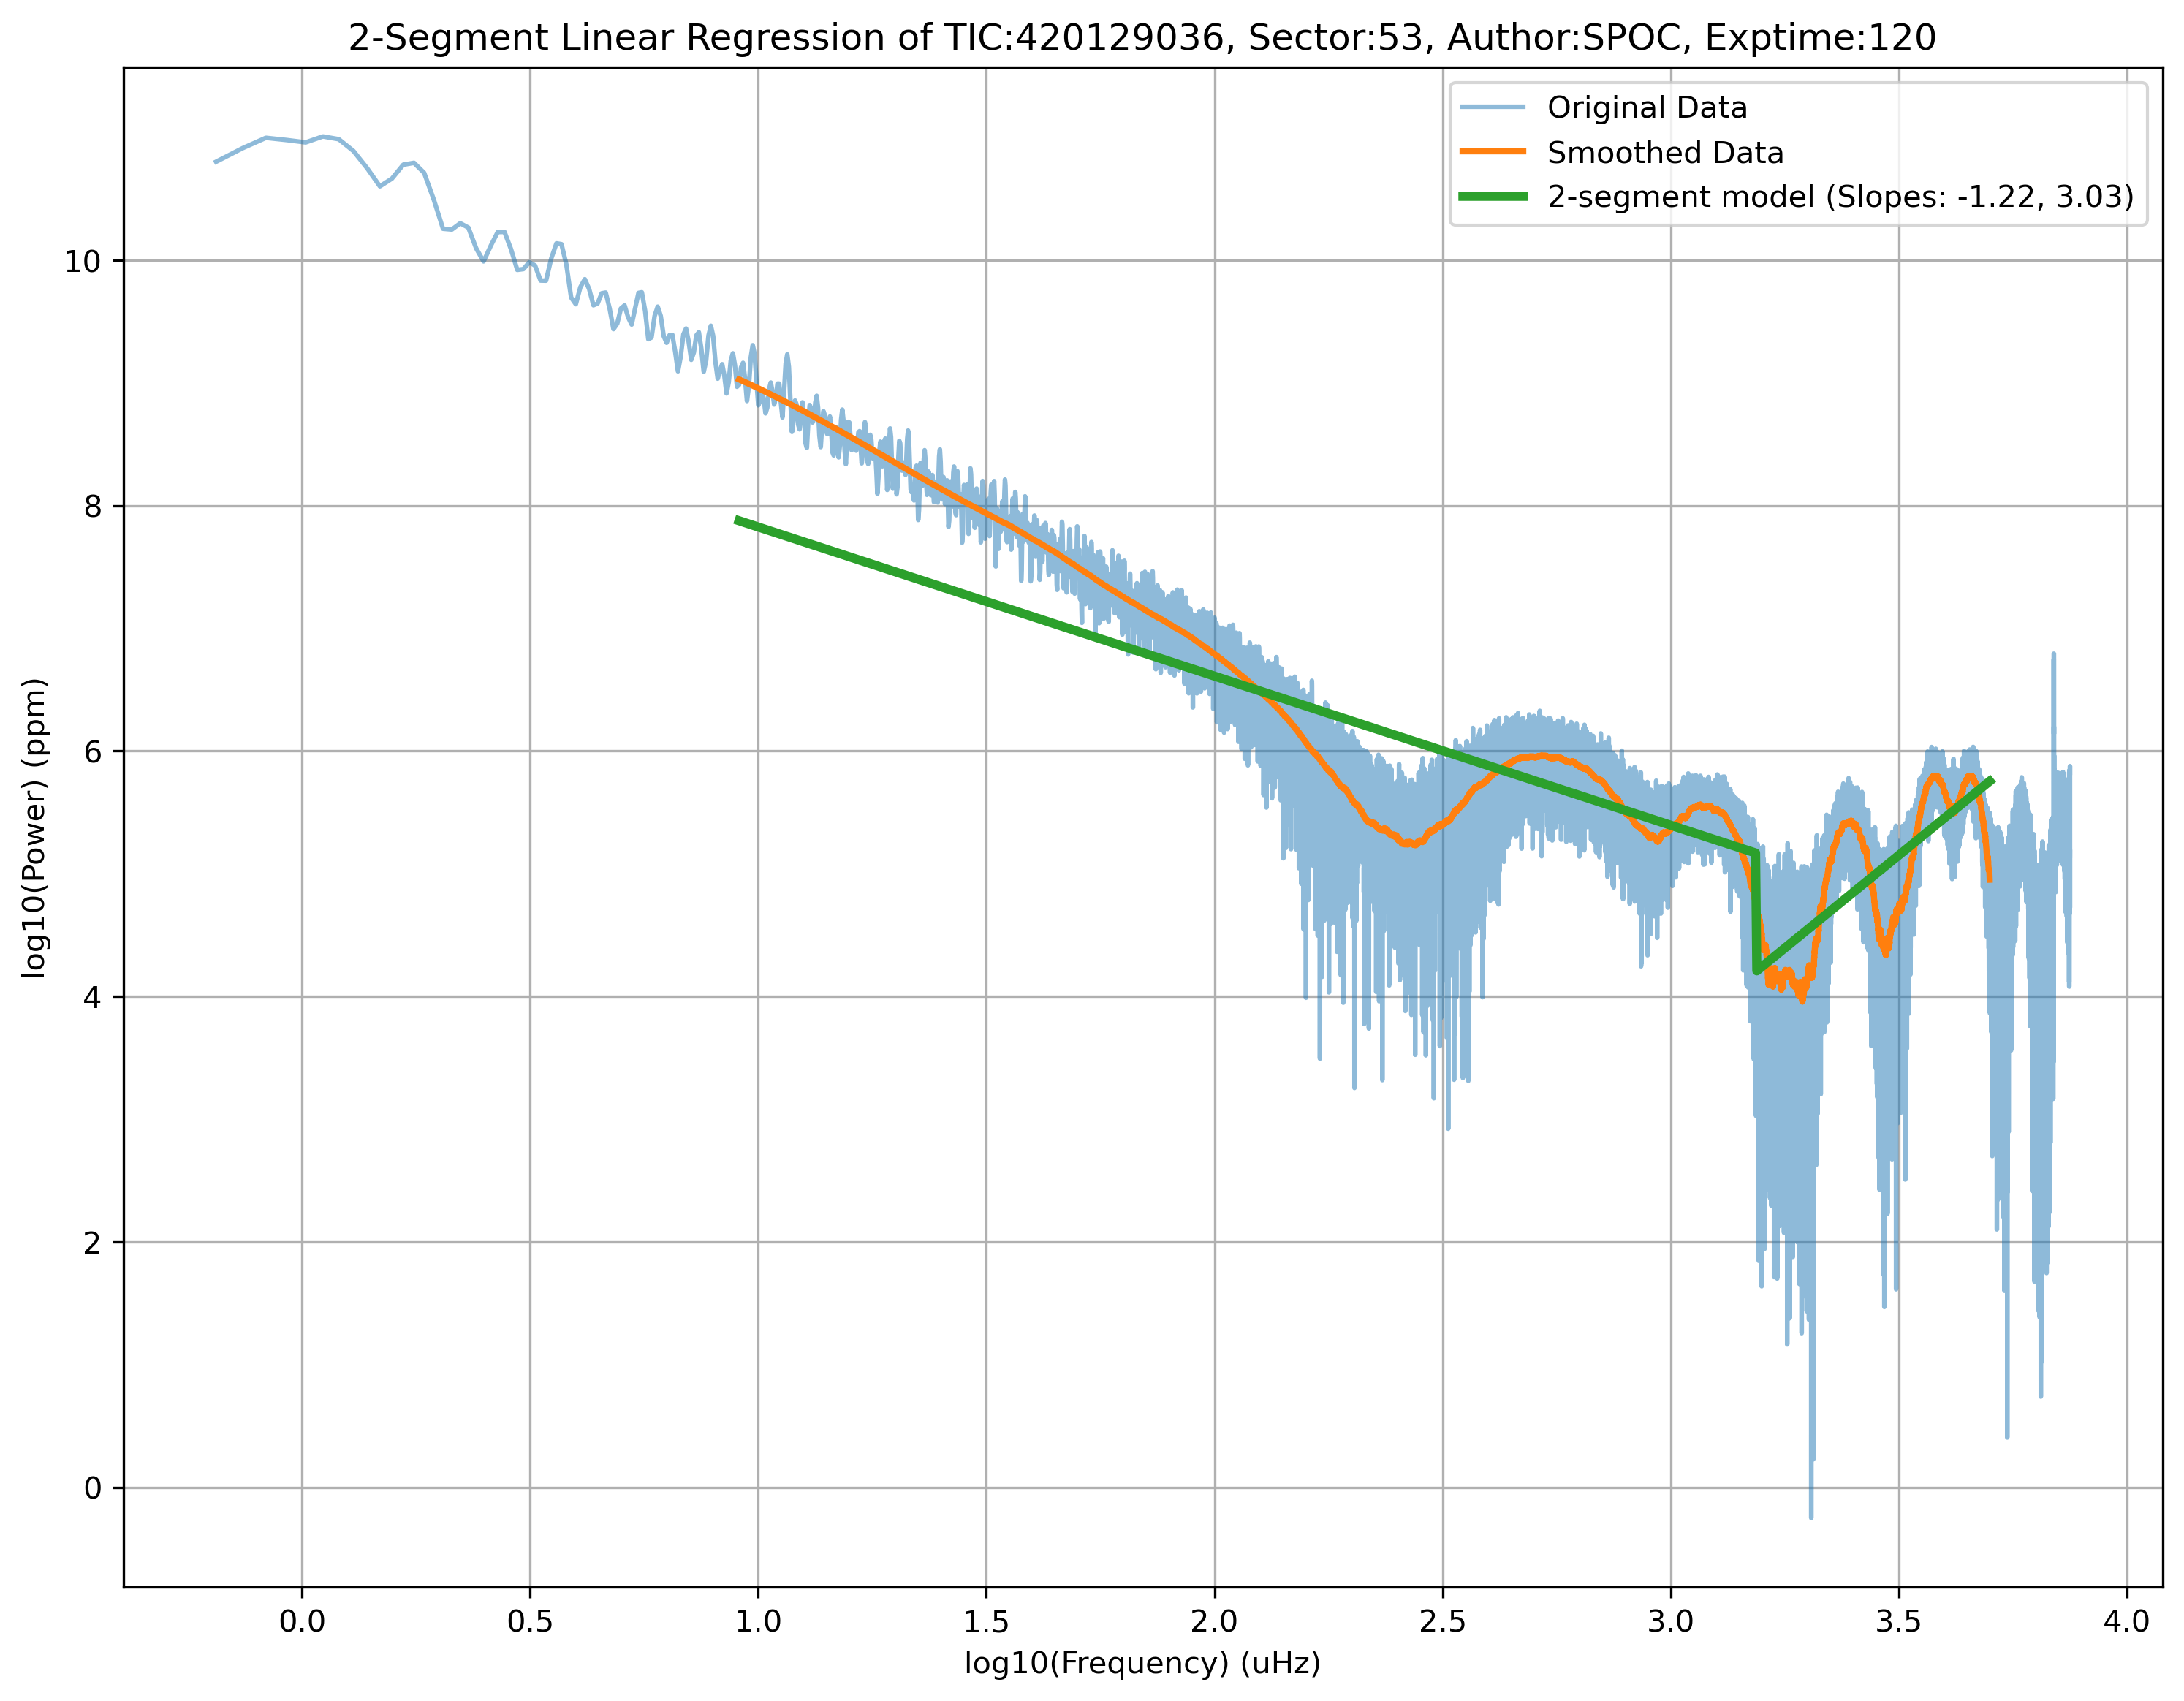 2-Segment Linear Regression of TIC:420129036, Sector:53, Author:SPOC, Exptime:120
Original Data
Smoothed Data
2-segment model (Slopes: -1.22, 3.03)
log10(Power) (ppm)
10
8
6
4
2
0
0.0 0.5 1.0 1.5 2.0 2.5 3.0 3.5 4.0
log10(Frequency) (uHz)